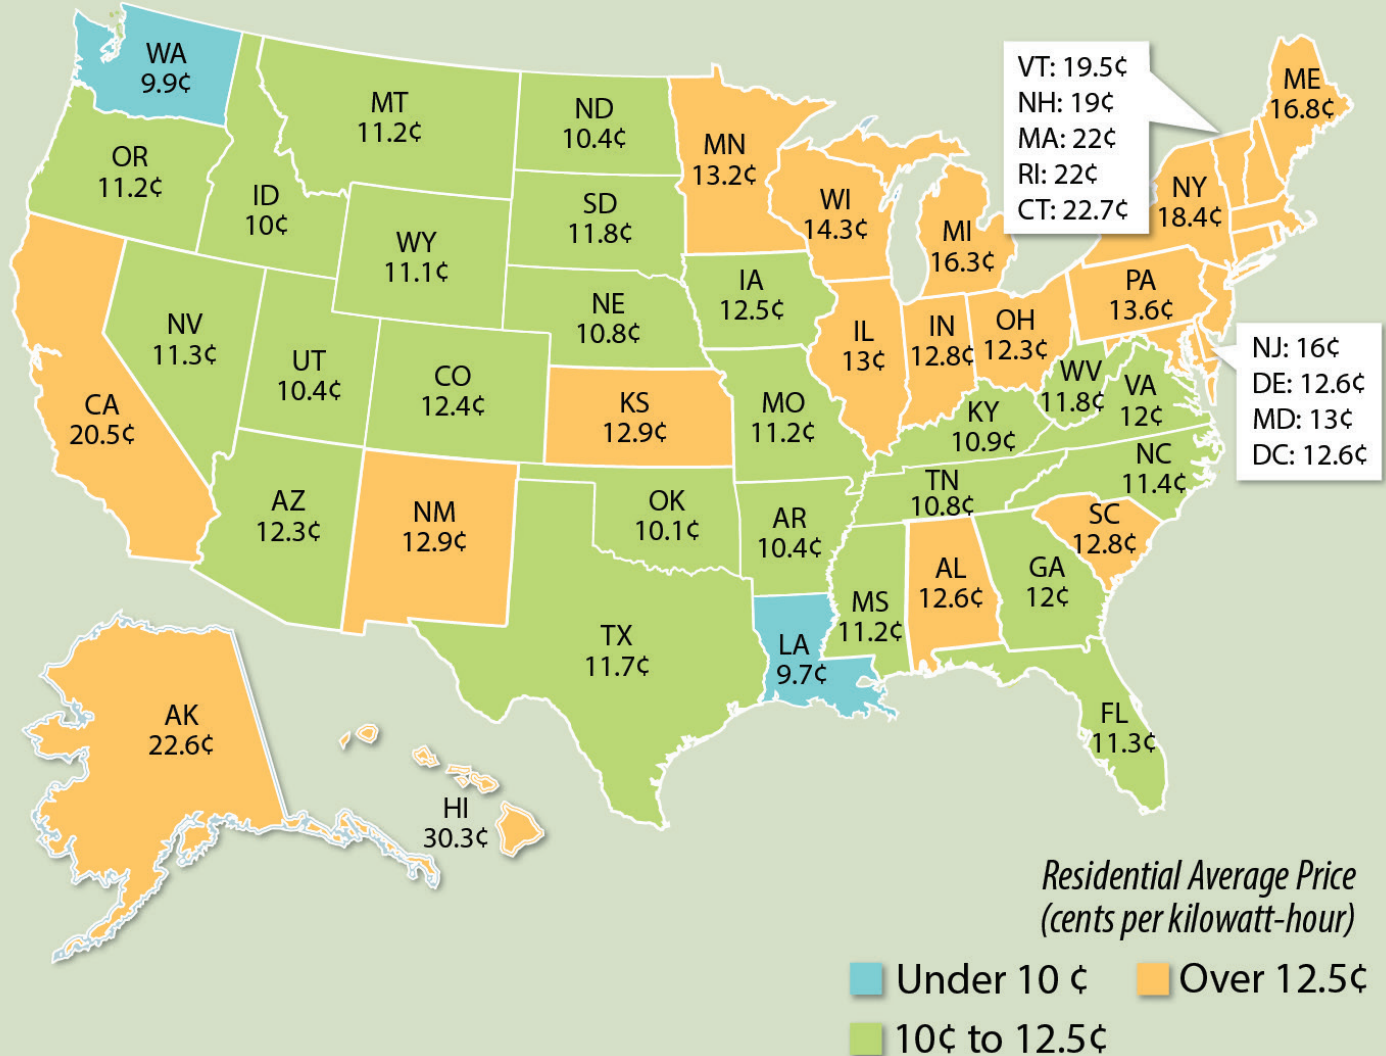 WA
9.9¢
OR
11.2¢
ID
10¢
MT
11.2¢
ND
10.4¢
SD
11.8¢
WY
11.1¢
NE
10.8¢
NV
11.3¢
UT
10.4¢
CO
12.4¢
CA
20.5¢
AZ
12.3¢
NM
12.9¢
KS
12.9¢
OK
10.1¢
TX
11.7¢
MN
13.2¢
IA
12.5¢
MO
11.2¢
AR
10.4¢
LA
9.7¢
WI
14.3¢
IL
13¢
MI
16.3¢
IN
12.8¢
OH
12.3¢
KY
10.9¢
TN
10.8¢
MS
11.2¢
AL
12.6¢
GA
12¢
FL
11.3¢
SC
12.8¢
NC
11.4¢
VA
12¢
WV
11.8¢
PA
13.6¢
NY
18.4¢
ME
16.8¢
VT: 19.5¢
NH: 19¢
MA: 22¢
RI: 22¢
CT: 22.7¢
NJ: 16¢
DE: 12.6¢
MD: 13¢
DC: 12.6¢
AK
22.6¢
HI
30.3¢
Residential Average Price
(cents per kilowatt-hour)
Under 10 ¢
Over 12.5¢
10¢ to 12.5¢